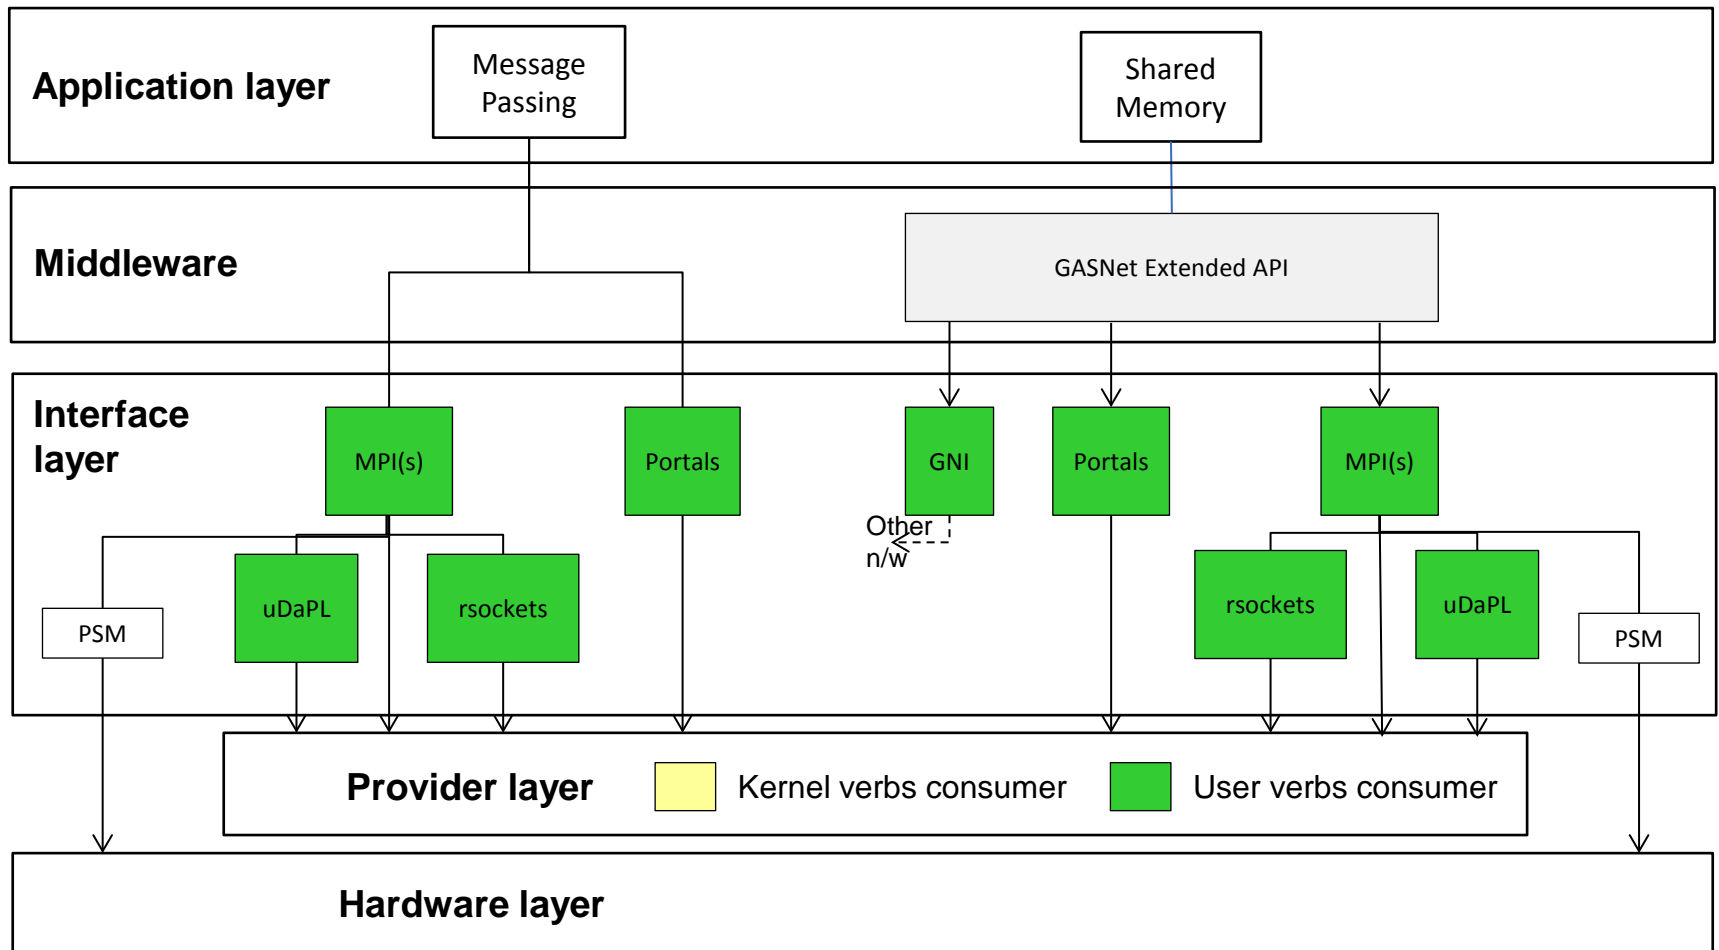 Application layer
Message
Passing
Shared
Memory
Middleware
GASNet Extended API
Interface
layer
MPI(s)
Portals
GNI
Portals
MPI(s)
Other
n/w
uDaPL
rsockets
rsockets
uDaPL
PSM
PSM
Provider layer
Kernel verbs consumer
User verbs consumer
Hardware layer